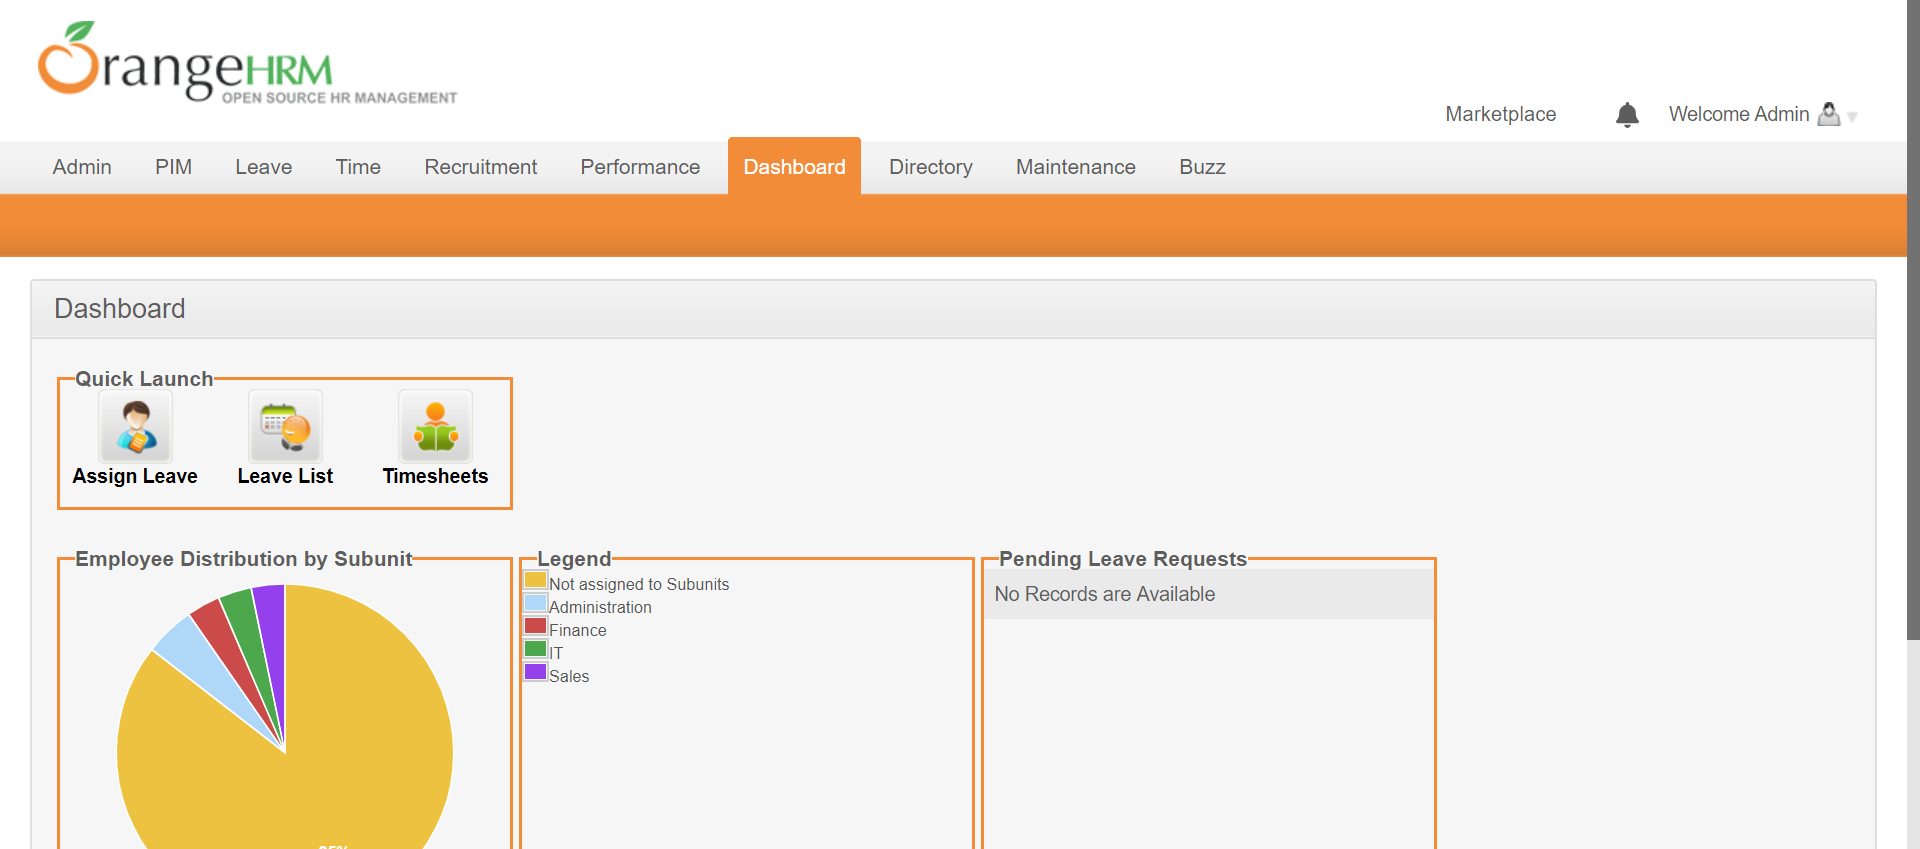 OrangeHRM
OPEN SOURCE HR MANAGEMENT
Marketplace
Welcome Admin
Admin
PIM
Leave
Time
Recruitment
Performance
Dashboard
Directory
Maintenance
Buzz
Dashboard
Quick Launch
Assign Leave
Leave List
Timesheets
Employee Distribution by Subunit
Legend
Not assigned to Subunits
Administration
Finance
IT
Sales
Pending Leave Requests
No Records are Available